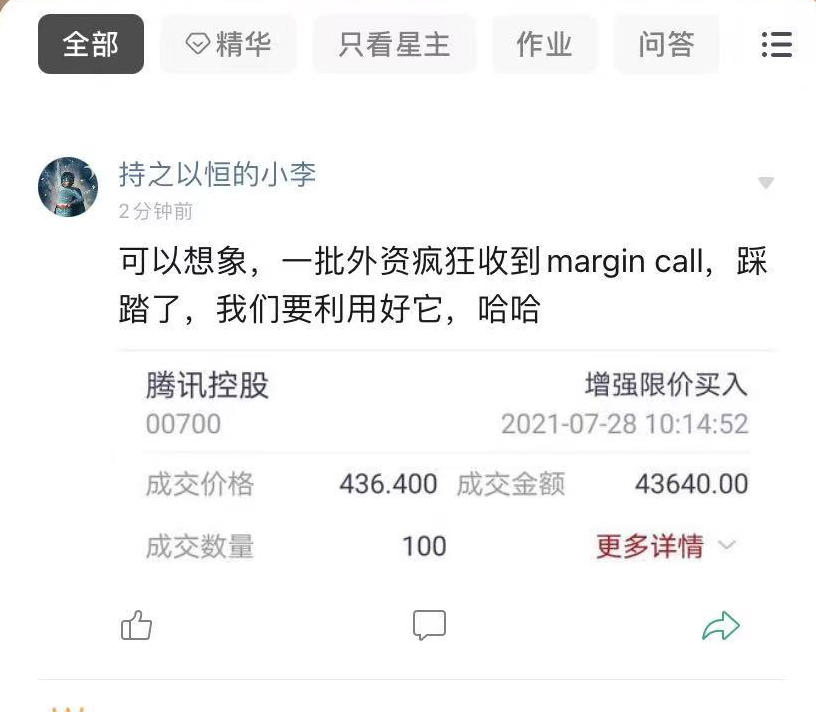 全部 精华 只看星主 作业 问答
持之以恒的小李
2分钟前
可以想象，一批外资疯狂收到margin call，踩
踏了，我们要利用好它，哈哈
腾讯控股 增强限价买入
00700 2021-07-28 10:14:52
成交价格 436.400 成交金额 43640.00
成交数量 100 更多详情